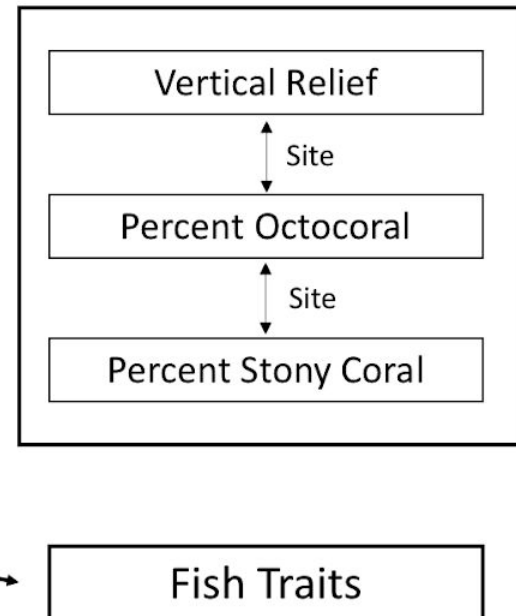 Vertical Relief
Site
Percent Octocoral
Site
Percent Stony Coral
Fish Traits